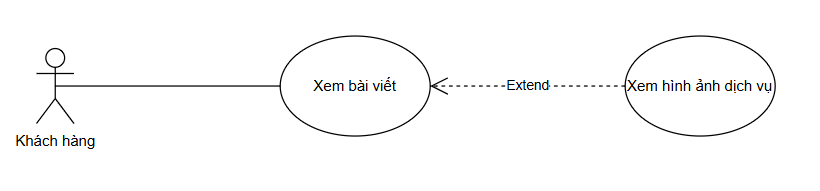 Xem bài viết
Extend
Xem hình ảnh dịch vụ
Khách hàng